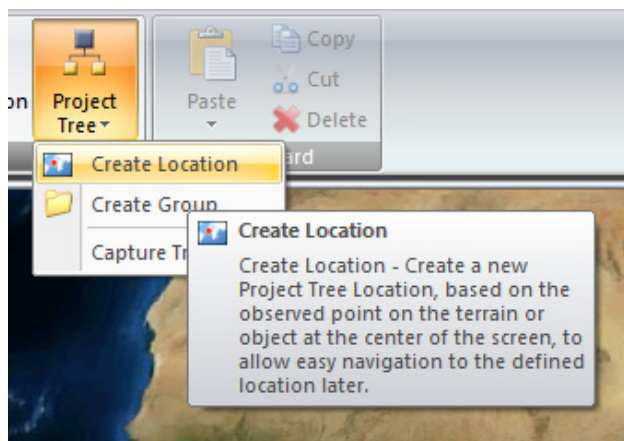 on
Project
Tree
Paste
Copy
Cut
Delete
ard
Create Location
Create Group
Capture Tr
Create Location
Create Location - Create a new
Project Tree Location, based on the
observed point on the terrain or
object at the center of the screen, to
allow easy navigation to the defined
location later.